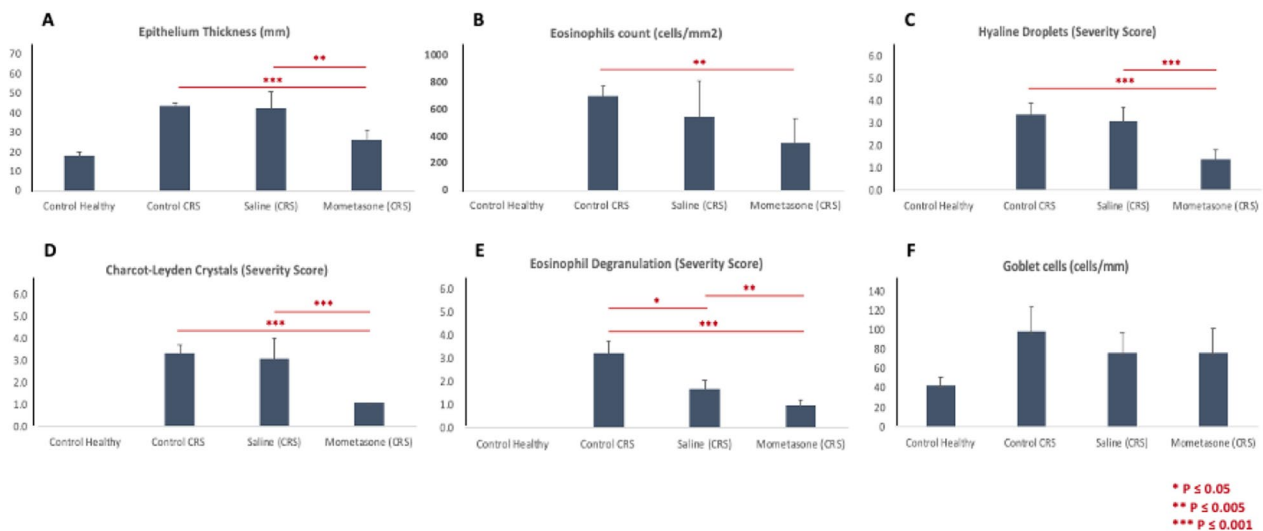 A
Epithelium Thickness (mm)
70
60
50
40
30
20
10
0
**
***
Control Healthy Control CRS Saline (CRS) Mometasone (CRS)
B
Eosinophils count (cells/mm2)
1000
800
600
400
200
0
**
Control Healthy Control CRS Saline (CRS) Mometasone (CRS)
C
Hyaline Droplets (Severity Score)
6.0
5.0
4.0
3.0
2.0
1.0
0.0
***
***
Control Healthy Control CRS Saline (CRS) Mometasone (CRS)
D
Charcot-Leyden Crystals (Severity Score)
6.0
5.0
4.0
3.0
2.0
1.0
0.0
***
***
Control Healthy Control CRS Saline (CRS) Mometasone (CRS)
E
Eosinophil Degranulation (Severity Score)
6.0
5.0
4.0
3.0
2.0
1.0
0.0
**
*
***
Control Healthy Control CRS Saline (CRS) Mometasone (CRS)
F
Goblet cells (cells/mm)
140
120
100
80
60
40
20
0
Control Healthy Control CRS Saline (CRS) Mometasone (CRS)
* P ≤ 0.05
** P ≤ 0.005
*** P ≤ 0.001